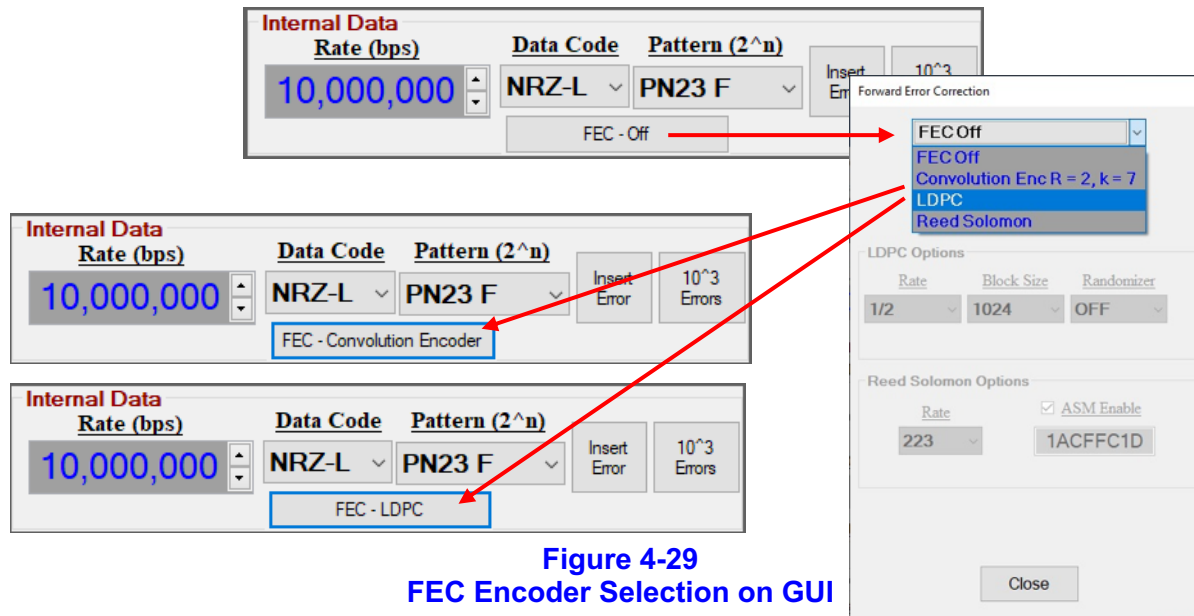 Internal Data
Rate (bps)
Data Code
Pattern (2^n)
10,000,000
NRZ-L
PN23 F
Insert
10^3
FEC - Off
Forward Error Correction
FEC Off
FEC Off
Convolution Enc R = 2, k = 7
LDPC
Reed Solomon
LDPC Options
Rate
Block Size
Randomizer
1/2
1024
OFF
Reed Solomon Options
Rate
ASM Enable
223
1ACFFC1D
Close
Internal Data
Rate (bps)
Data Code
Pattern (2^n)
10,000,000
NRZ-L
PN23 F
Insert
Error
10^3
Errors
FEC - Convolution Encoder
Internal Data
Rate (bps)
Data Code
Pattern (2^n)
10,000,000
NRZ-L
PN23 F
Insert
Error
10^3
Errors
FEC - LDPC
Figure 4-29
FEC Encoder Selection on GUI